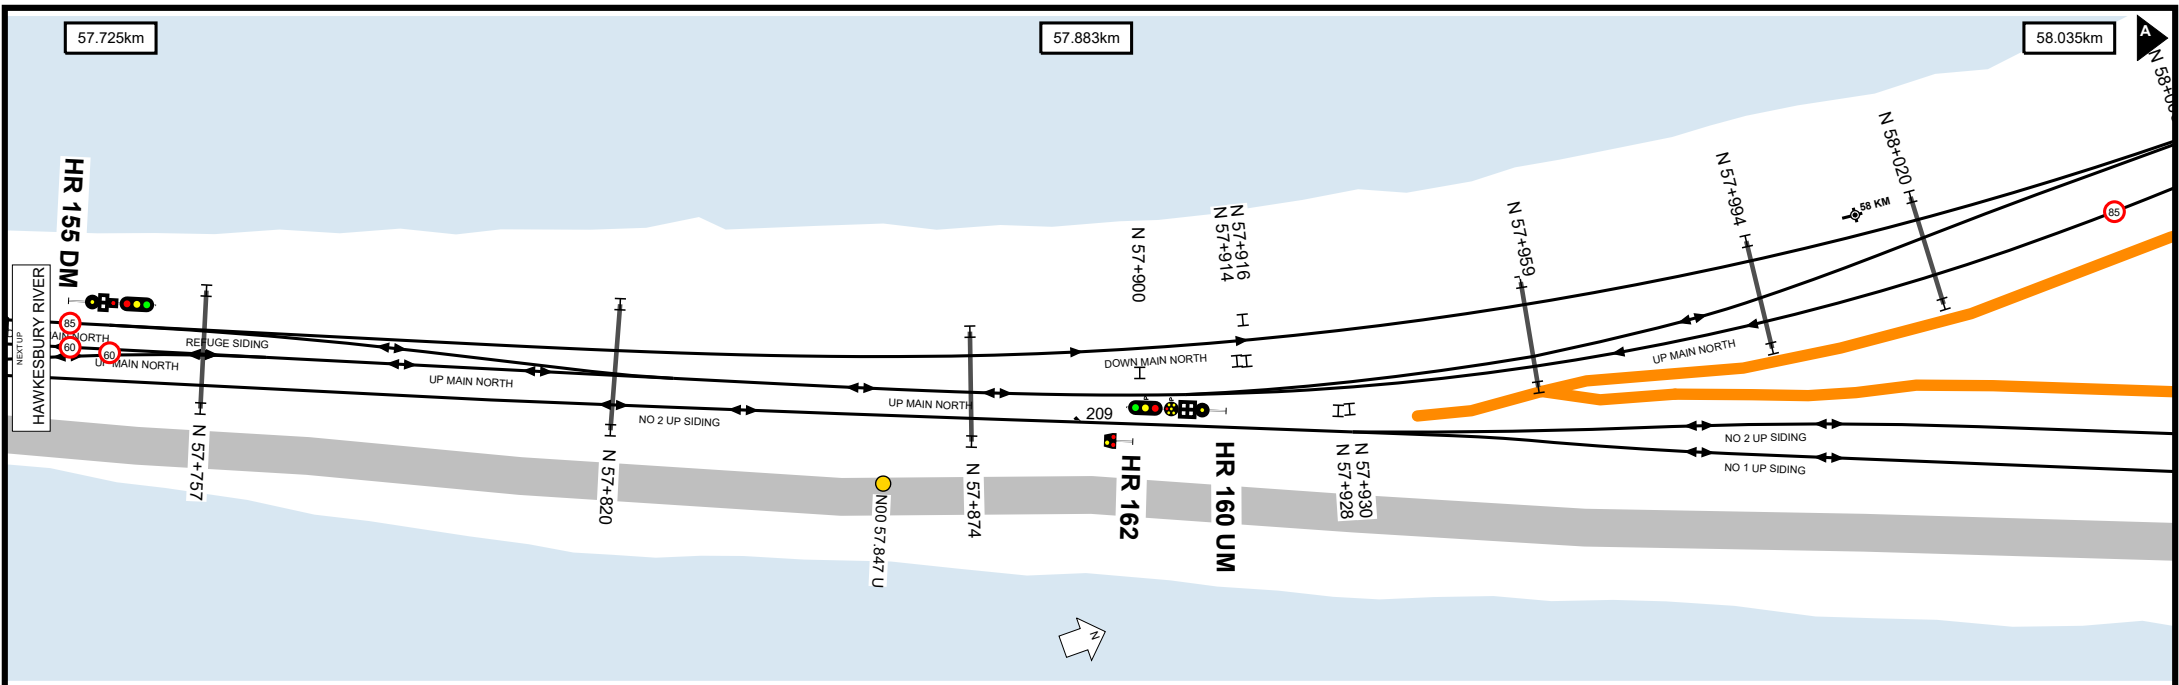 57.725km
57.883km
58.035km
A
HR 155 DM
NEXT UP
HAWKESBURY RIVER
85
60
60
MAIN NORTH
REFUGE SIDING
UP MAIN NORTH
UP MAIN NORTH
NO 2 UP SIDING
UP MAIN NORTH
DOWN MAIN NORTH
UP MAIN NORTH
NO 2 UP SIDING
NO 1 UP SIDING
N 57+757
N 57+820
N00 57.847 U
N 57+874
N 57+900
N 57+914
N 57+916
209
P
P
HR 162
HR 160 UM
N 57+928
N 57+930
N 57+959
N 57+994
58 KM
N 58+020
85
N